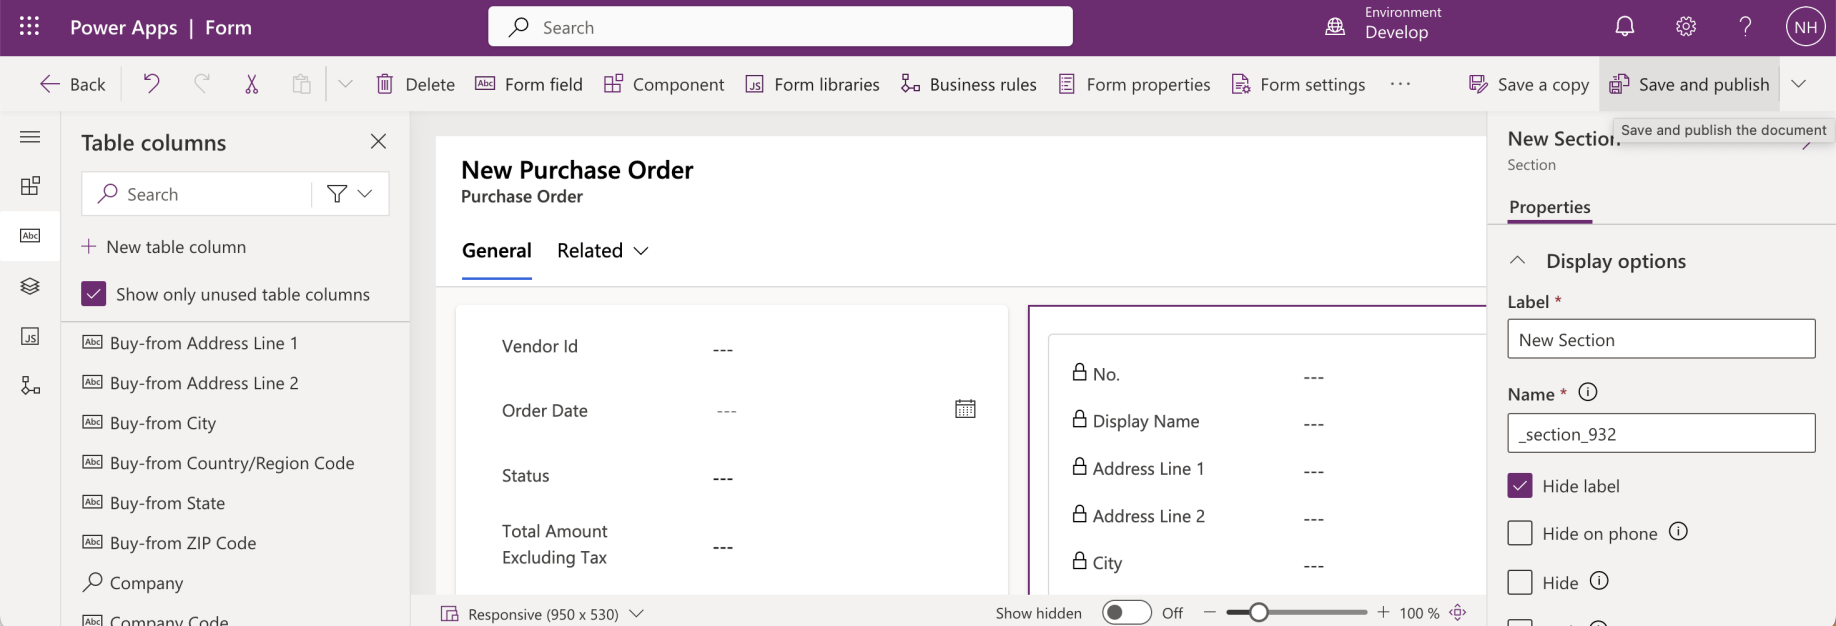 Power Apps | Form
Search
Environment
Develop
NH
Back
Delete
Form field
Component
Form libraries
Business rules
Form properties
Form settings
Save a copy
Save and publish
Save and publish the document
Table columns
Search
New table column
Show only unused table columns
Buy-from Address Line 1
Buy-from Address Line 2
Buy-from City
Buy-from Country/Region Code
Buy-from State
Buy-from ZIP Code
Company
Company Code
New Purchase Order
Purchase Order
General
Related
Vendor Id ---
Order Date ---
Status ---
Total Amount
Excluding Tax ---
No. ---
Display Name ---
Address Line 1 ---
Address Line 2 ---
City ---
Responsive (950 x 530)
Show hidden
Off
100 %
New Section
Section
Properties
Display options
Label *
New Section
Name *
_section_932
Hide label
Hide on phone
Hide